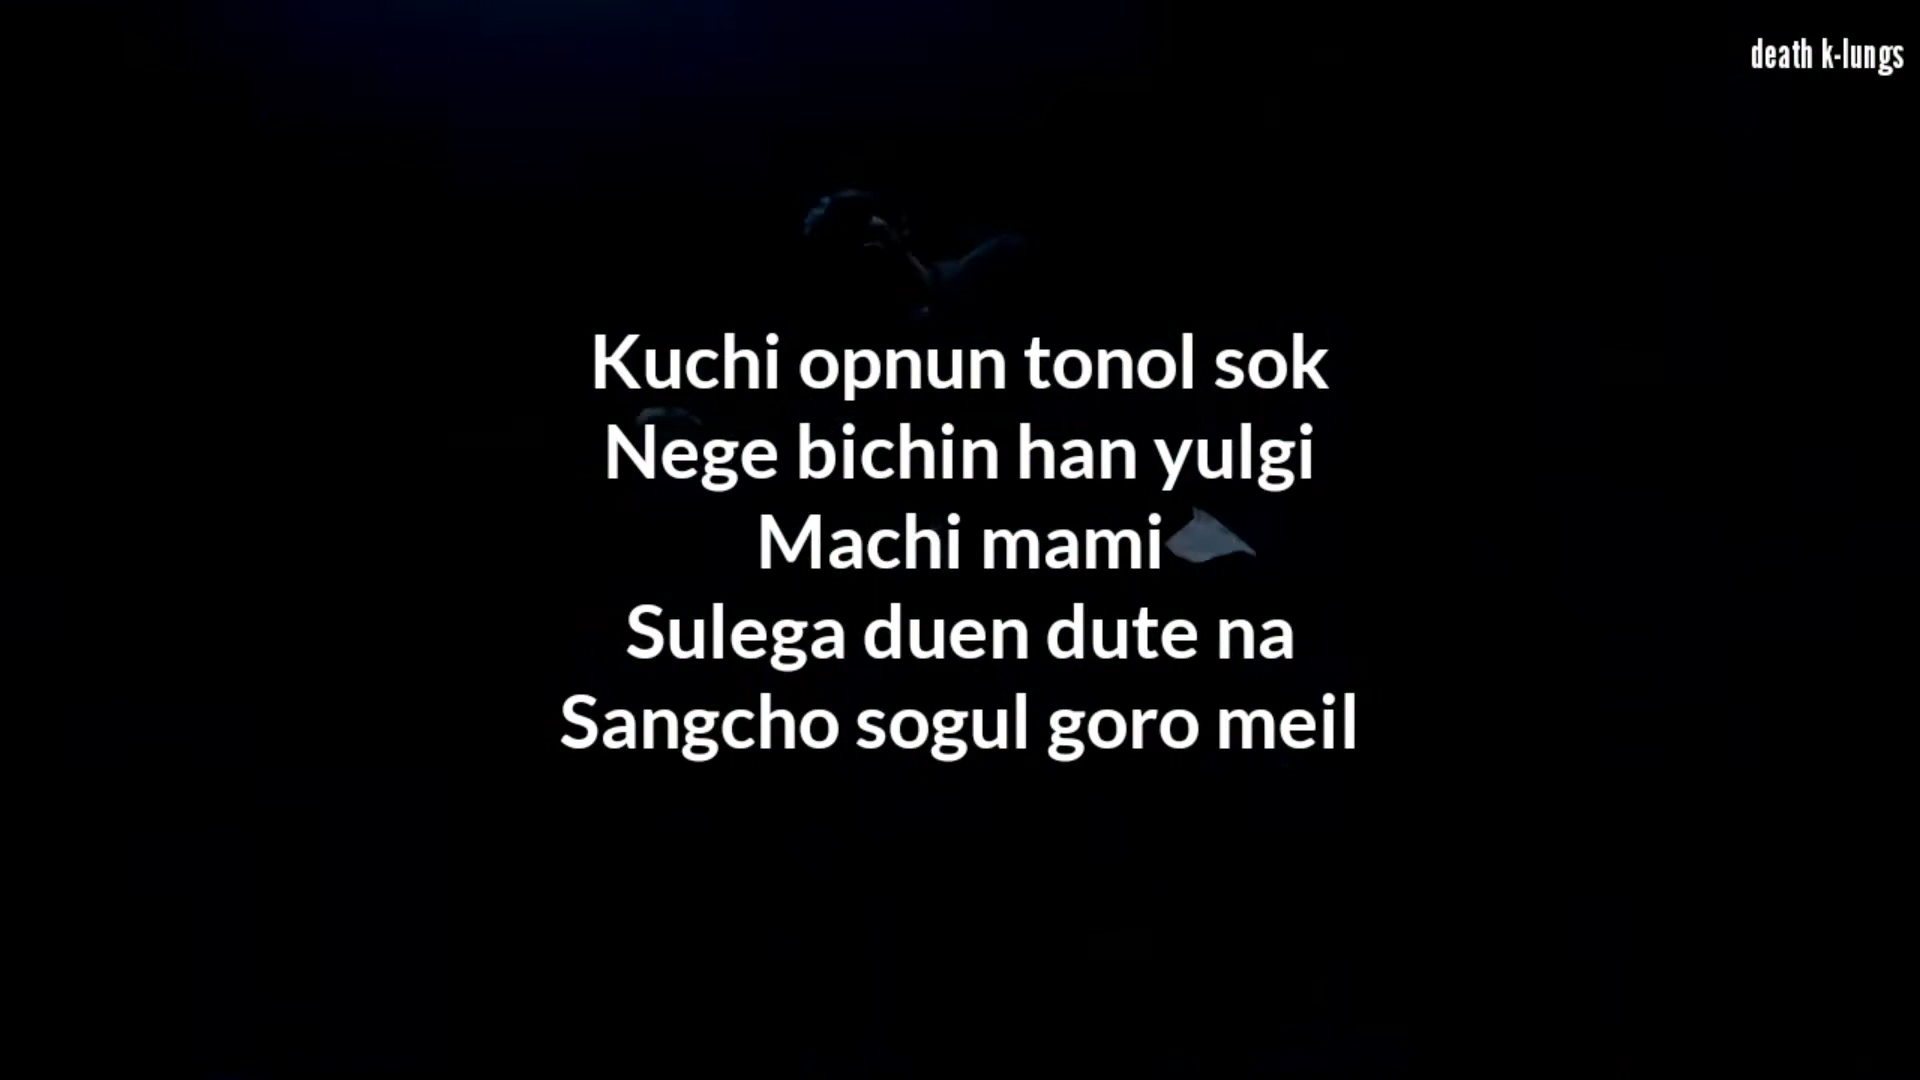 death k-lungs
Kuchi opnun tonol sok
Nege bichin han yulgi
Machi mami
Sulega duen dute na
Sangcho sogul goro meil